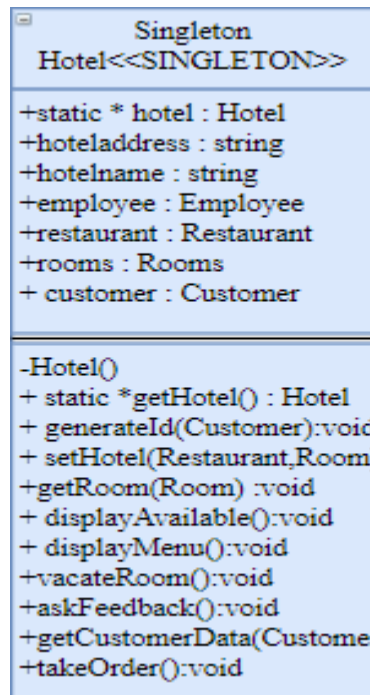 Singleton
Hotel<<SINGLETON>>
+static * hotel : Hotel
+hoteladdress : string
+hotelname : string
+employee : Employee
+restaurant : Restaurant
+rooms : Rooms
+ customer : Customer
-Hotel()
+ static *getHotel() : Hotel
+ generateId(Customer):void
+ setHotel(Restaurant,Room
+getRoom(Room) :void
+ displayAvailable():void
+ displayMenu():void
+vacateRoom():void
+askFeedback():void
+getCustomerData(Custome
+takeOrder():void